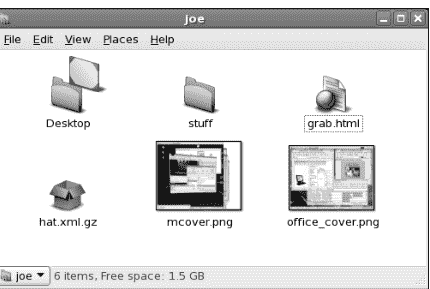 joe
File Edit View Places Help
Desktop stuff grab.html
hat.xml.gz mcover.png office_cover.png
joe 6 items, Free space: 1.5 GB